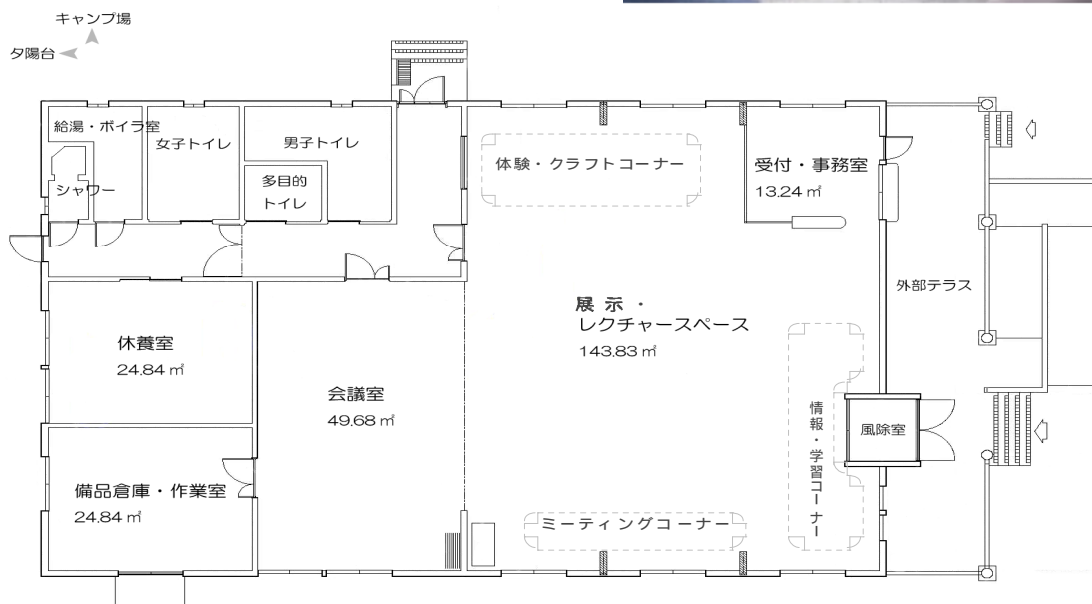 キャンプ場
夕陽台
給湯・ボイラ室
女子トイレ
男子トイレ
多目的
トイレ
シャワー
体験・クラフトコーナー
受付・事務室
13.24 ㎡
外部テラス
展示・
レクチャースペース
143.83 ㎡
休養室
24.84 ㎡
会議室
49.68 ㎡
情報・学習コーナー
風除室
備品倉庫・作業室
24.84 ㎡
ミーティングコーナー